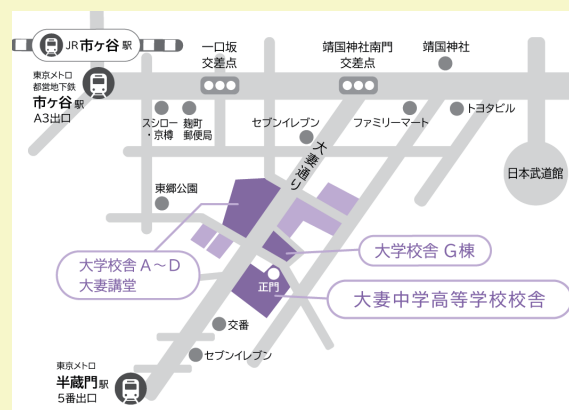 JR 市ヶ谷 駅
一口坂
交差点
靖国神社南門
交差点
靖国神社
東京メトロ
都営地下鉄
市ヶ谷 駅
A3出口
スシロー
・京樽
麹町
郵便局
セブンイレブン
ファミリーマート
トヨタビル
大妻通り
日本武道館
東郷公園
大学校舎 A～D
大妻講堂
大学校舎 G棟
正門
大妻中学高等学校校舎
交番
セブンイレブン
東京メトロ
半蔵門 駅
5番出口